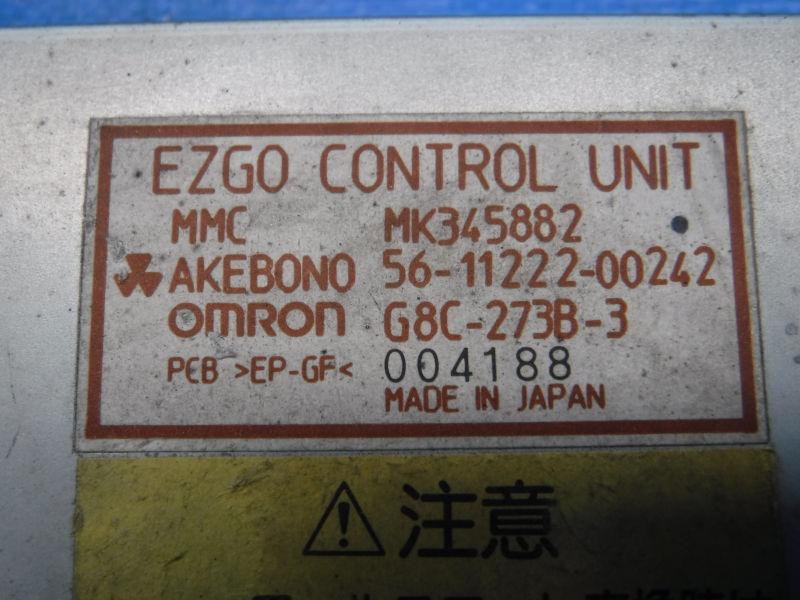 EZGO CONTROL UNIT
MMC MK345882
AKEBONO 56-11222-00242
OMRON G8C-273B-3
PCB >EP-GF< 004188
MADE IN JAPAN
注意